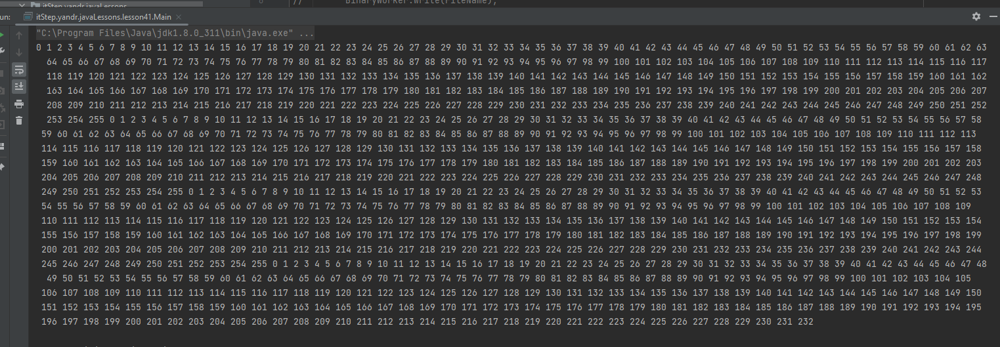 itStep.yandr.javaLessons
// BinaryWorker.write(FileName);
un: itStep.yandr.javaLessons.lesson41.Main ×
"C:\Program Files\Java\jdk1.8.0_311\bin\java.exe" ...
0 1 2 3 4 5 6 7 8 9 10 11 12 13 14 15 16 17 18 19 20 21 22 23 24 25 26 27 28 29 30 31 32 33 34 35 36 37 38 39 40 41 42 43 44 45 46 47 48 49 50 51 52 53 54 55 56 57 58 59 60 61 62 63
64 65 66 67 68 69 70 71 72 73 74 75 76 77 78 79 80 81 82 83 84 85 86 87 88 89 90 91 92 93 94 95 96 97 98 99 100 101 102 103 104 105 106 107 108 109 110 111 112 113 114 115 116 117
118 119 120 121 122 123 124 125 126 127 128 129 130 131 132 133 134 135 136 137 138 139 140 141 142 143 144 145 146 147 148 149 150 151 152 153 154 155 156 157 158 159 160 161 162
163 164 165 166 167 168 169 170 171 172 173 174 175 176 177 178 179 180 181 182 183 184 185 186 187 188 189 190 191 192 193 194 195 196 197 198 199 200 201 202 203 204 205 206 207
208 209 210 211 212 213 214 215 216 217 218 219 220 221 222 223 224 225 226 227 228 229 230 231 232 233 234 235 236 237 238 239 240 241 242 243 244 245 246 247 248 249 250 251 252
253 254 255 0 1 2 3 4 5 6 7 8 9 10 11 12 13 14 15 16 17 18 19 20 21 22 23 24 25 26 27 28 29 30 31 32 33 34 35 36 37 38 39 40 41 42 43 44 45 46 47 48 49 50 51 52 53 54 55 56 57 58
59 60 61 62 63 64 65 66 67 68 69 70 71 72 73 74 75 76 77 78 79 80 81 82 83 84 85 86 87 88 89 90 91 92 93 94 95 96 97 98 99 100 101 102 103 104 105 106 107 108 109 110 111 112 113
114 115 116 117 118 119 120 121 122 123 124 125 126 127 128 129 130 131 132 133 134 135 136 137 138 139 140 141 142 143 144 145 146 147 148 149 150 151 152 153 154 155 156 157 158
159 160 161 162 163 164 165 166 167 168 169 170 171 172 173 174 175 176 177 178 179 180 181 182 183 184 185 186 187 188 189 190 191 192 193 194 195 196 197 198 199 200 201 202 203
204 205 206 207 208 209 210 211 212 213 214 215 216 217 218 219 220 221 222 223 224 225 226 227 228 229 230 231 232 233 234 235 236 237 238 239 240 241 242 243 244 245 246 247 248
249 250 251 252 253 254 255 0 1 2 3 4 5 6 7 8 9 10 11 12 13 14 15 16 17 18 19 20 21 22 23 24 25 26 27 28 29 30 31 32 33 34 35 36 37 38 39 40 41 42 43 44 45 46 47 48 49 50 51 52 53
54 55 56 57 58 59 60 61 62 63 64 65 66 67 68 69 70 71 72 73 74 75 76 77 78 79 80 81 82 83 84 85 86 87 88 89 90 91 92 93 94 95 96 97 98 99 100 101 102 103 104 105 106 107 108 109
110 111 112 113 114 115 116 117 118 119 120 121 122 123 124 125 126 127 128 129 130 131 132 133 134 135 136 137 138 139 140 141 142 143 144 145 146 147 148 149 150 151 152 153 154
155 156 157 158 159 160 161 162 163 164 165 166 167 168 169 170 171 172 173 174 175 176 177 178 179 180 181 182 183 184 185 186 187 188 189 190 191 192 193 194 195 196 197 198 199
200 201 202 203 204 205 206 207 208 209 210 211 212 213 214 215 216 217 218 219 220 221 222 223 224 225 226 227 228 229 230 231 232 233 234 235 236 237 238 239 240 241 242 243 244
245 246 247 248 249 250 251 252 253 254 255 0 1 2 3 4 5 6 7 8 9 10 11 12 13 14 15 16 17 18 19 20 21 22 23 24 25 26 27 28 29 30 31 32 33 34 35 36 37 38 39 40 41 42 43 44 45 46 47 48
49 50 51 52 53 54 55 56 57 58 59 60 61 62 63 64 65 66 67 68 69 70 71 72 73 74 75 76 77 78 79 80 81 82 83 84 85 86 87 88 89 90 91 92 93 94 95 96 97 98 99 100 101 102 103 104 105
106 107 108 109 110 111 112 113 114 115 116 117 118 119 120 121 122 123 124 125 126 127 128 129 130 131 132 133 134 135 136 137 138 139 140 141 142 143 144 145 146 147 148 149 150
151 152 153 154 155 156 157 158 159 160 161 162 163 164 165 166 167 168 169 170 171 172 173 174 175 176 177 178 179 180 181 182 183 184 185 186 187 188 189 190 191 192 193 194 195
196 197 198 199 200 201 202 203 204 205 206 207 208 209 210 211 212 213 214 215 216 217 218 219 220 221 222 223 224 225 226 227 228 229 230 231 232